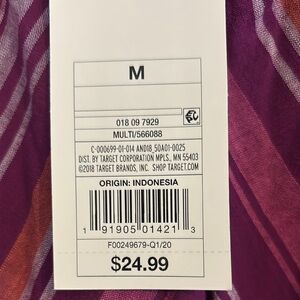 M
018 09 7929
MULTI/566088
C-000699-01-014 AND18_50A01-0025
DIST. BY TARGET CORPORATION MPLS., MN 55403
©2018 TARGET BRANDS, INC. SHOP TARGET.COM
ORIGIN: INDONESIA
1 91905 01421 3
F00249679-Q1/20
$24.99